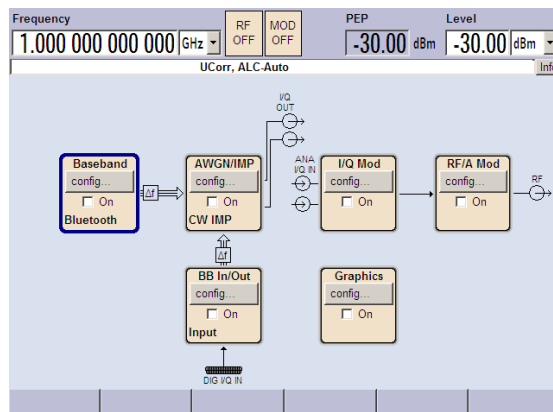 Frequency
1.000 000 000 000 GHz
RF OFF
MOD OFF
PEP
-30.00 dBm
Level
-30.00 dBm
UCorr, ALC-Auto
Info
I/Q OUT
Baseband
config...
On
Bluetooth
Δf
AWGN/IMP
config...
On
CW IMP
ANA I/Q IN
I/Q Mod
config...
On
RF/A Mod
config...
On
RF
Δf
BB In/Out
config...
On
Input
Graphics
config...
On
DIG I/Q IN